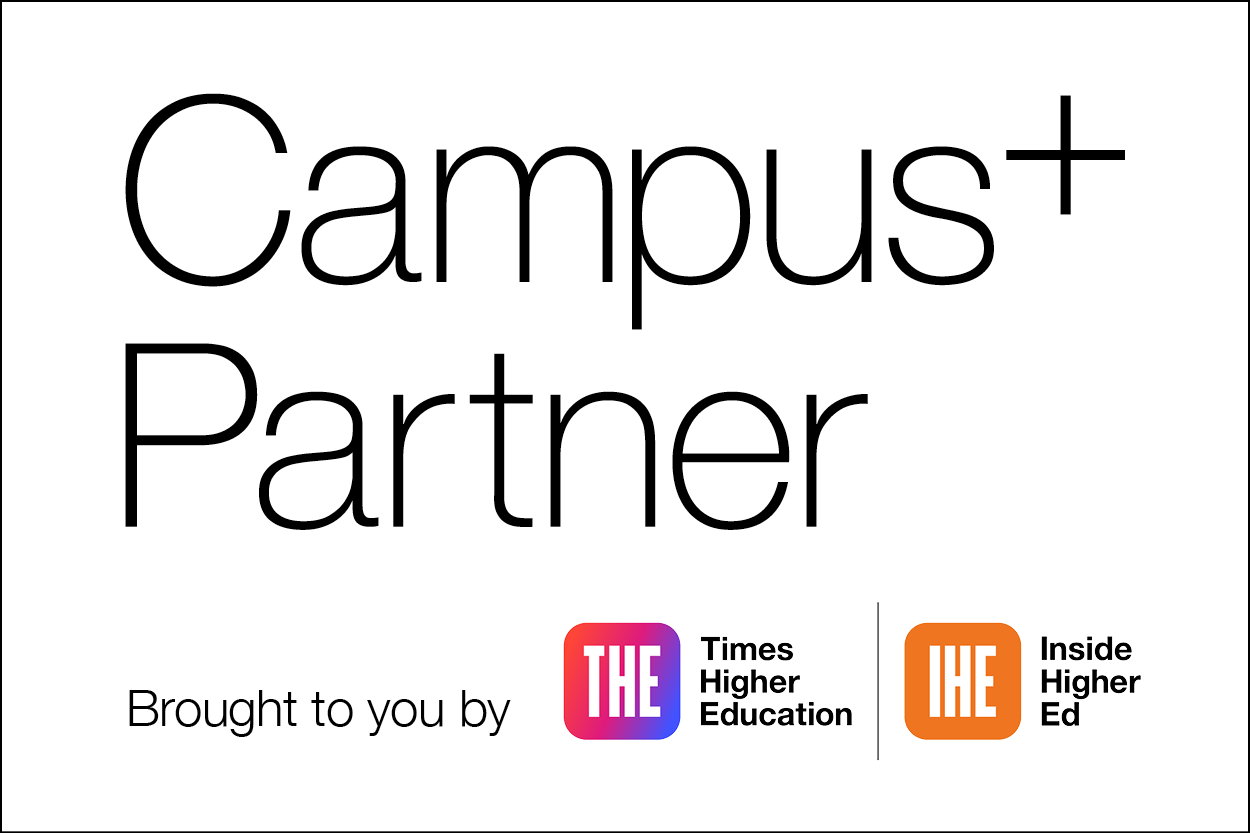 Campus+
Partner
Brought to you by
THE
Times
Higher
Education
IHE
Inside
Higher
Ed